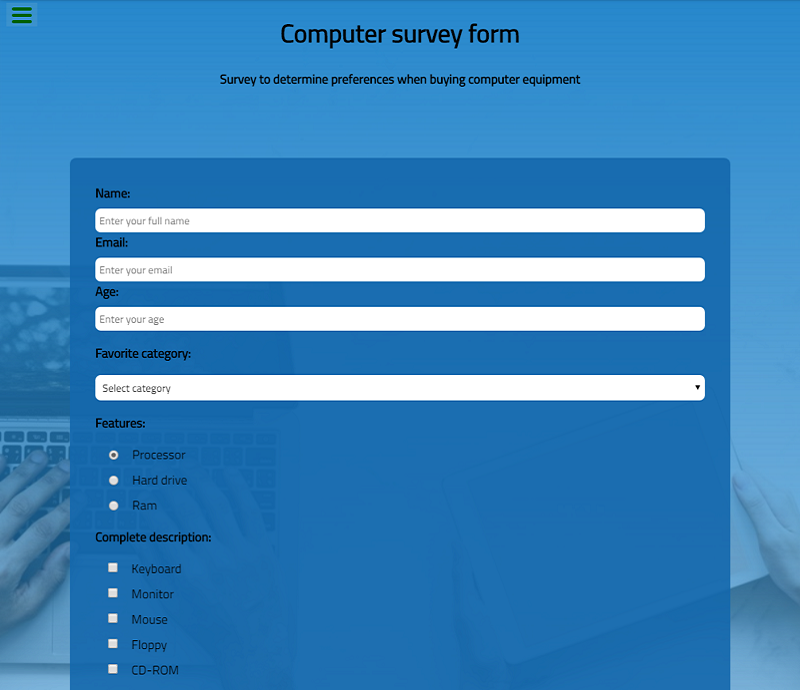 Computer survey form
Survey to determine preferences when buying computer equipment
Name:
Enter your full name
Email:
Enter your email
Age:
Enter your age
Favorite category:
Select category
Features:
Processor
Hard drive
Ram
Complete description:
Keyboard
Monitor
Mouse
Floppy
CD-ROM